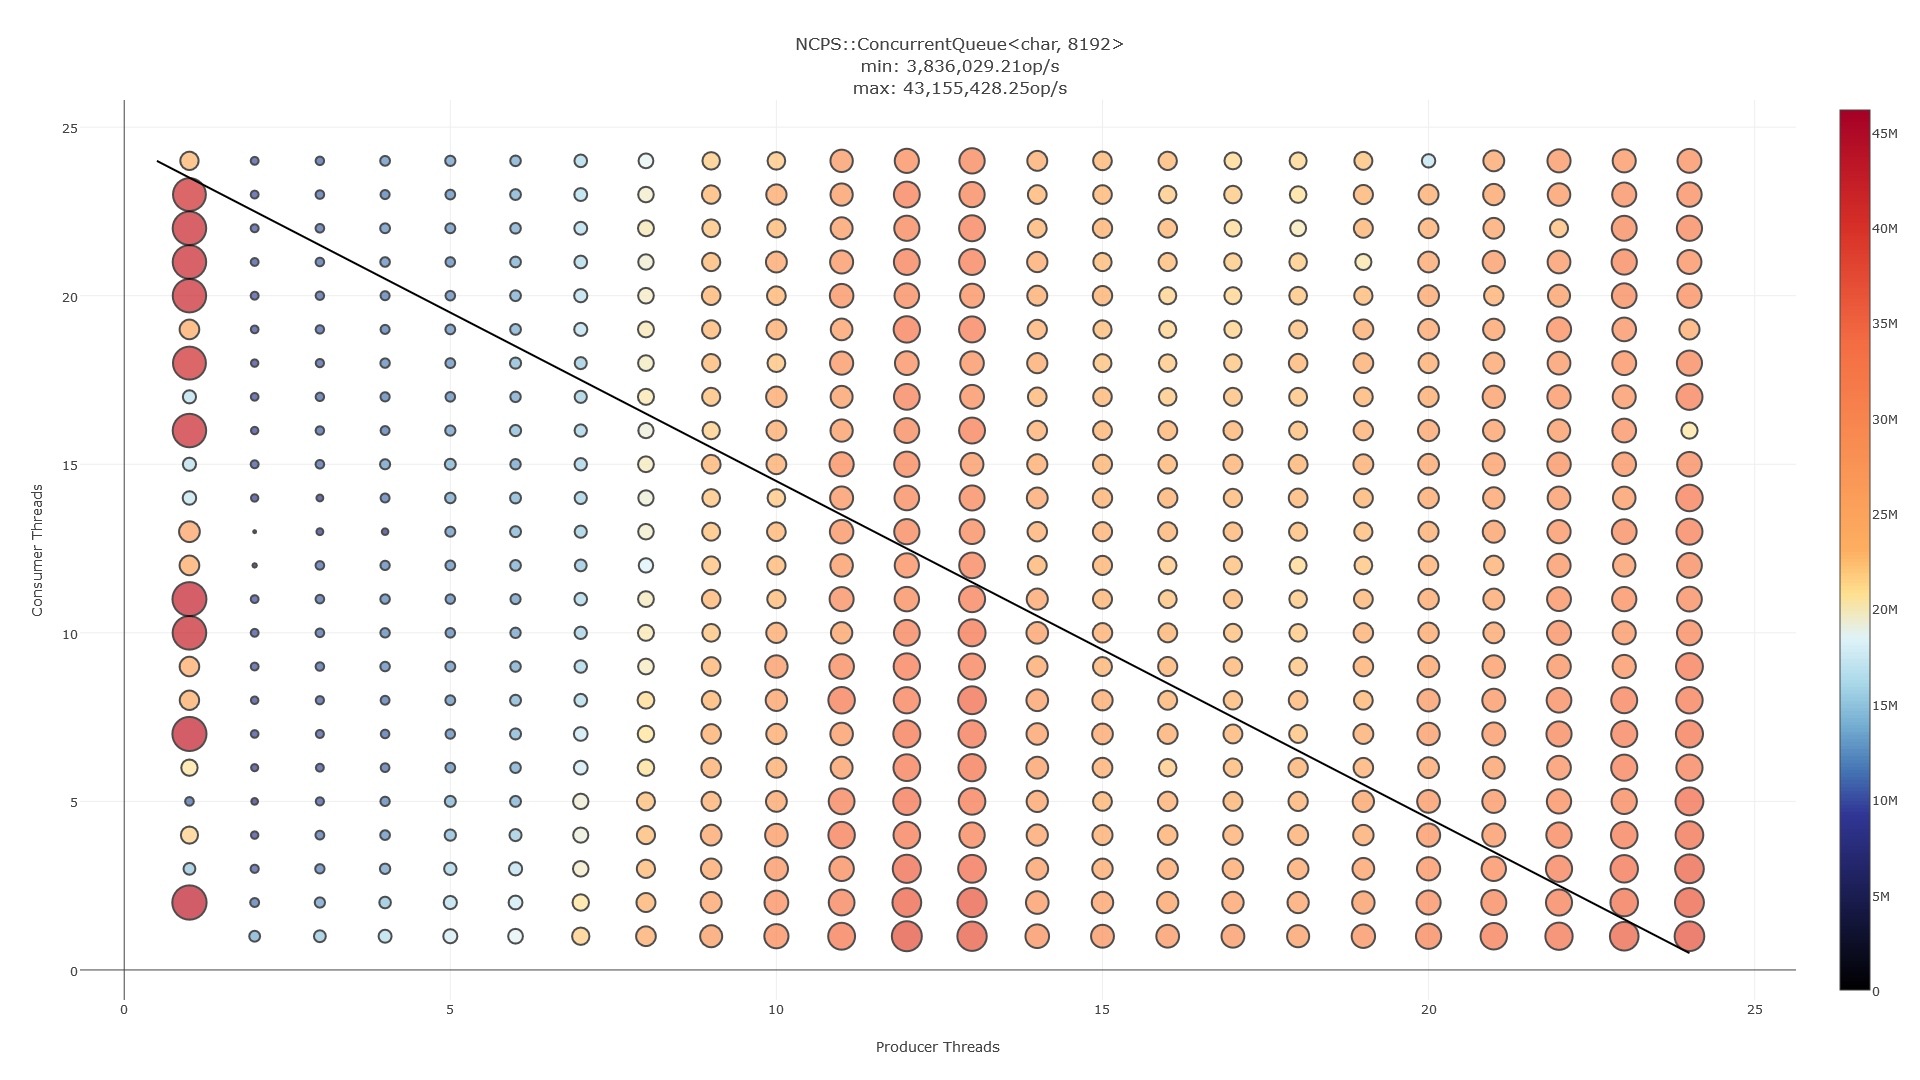 NCPS::ConcurrentQueue<char, 8192>
min: 3,836,029.21op/s
max: 43,155,428.25op/s
25
20
15
10
5
0
Consumer Threads
0 5 10 15 20 25
Producer Threads
45M
40M
35M
30M
25M
20M
15M
10M
5M
0